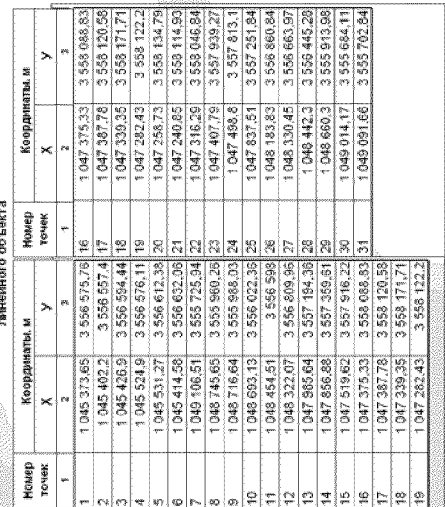 линейного объекта
Номер точек Координаты, м
X У
1 2 3
1 1 045 373,65 3 556 575,76
2 1 045 402,2 3 556 557,4
3 1 045 426,9 3 556 594,44
4 1 045 524,9 3 556 576,11
5 1 045 531,27 3 556 612,38
6 1 045 414,58 3 556 632,06
7 1 049 106,51 3 555 725,94
8 1 048 745,65 3 555 960,26
9 1 048 716,64 3 555 988,03
10 1 048 693,13 3 556 022,36
11 1 048 454,51 3 556 598
12 1 048 322,07 3 556 809,96
13 1 047 965,64 3 557 184,36
14 1 047 856,88 3 557 369,61
15 1 047 519,62 3 557 916,22
16 1 047 375,33 3 558 088,83
17 1 047 387,78 3 558 120,58
18 1 047 339,35 3 558 171,71
19 1 047 282,43 3 558 122,2
Номер точек Координаты, м
X У
1 2 3
16 1 047 375,33 3 558 088,83
17 1 047 387,78 3 558 120,58
18 1 047 339,35 3 558 171,71
19 1 047 282,43 3 558 122,2
20 1 047 258,73 3 558 134,79
21 1 047 240,85 3 558 114,90
22 1 047 316,29 3 558 046,84
23 1 047 407,79 3 557 939,27
24 1 047 498,8 3 557 813,1
25 1 047 837,51 3 557 251,84
26 1 048 183,83 3 556 860,84
27 1 048 330,45 3 556 663,97
28 1 048 442,3 3 556 445,28
29 1 048 660,3 3 555 913,98
30 1 049 014,17 3 555 684,11
31 1 049 091,66 3 555 702,84